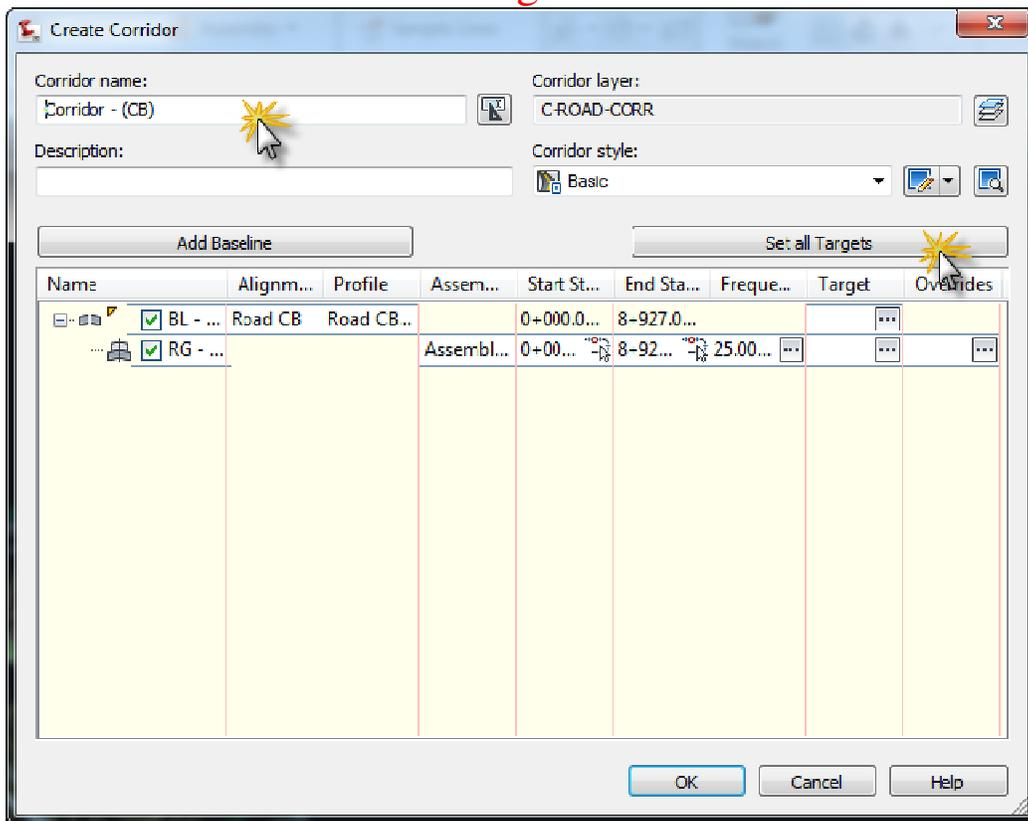 Create Corridor
Corridor name:
Corridor layer:
Corridor - (CB)
C-ROAD-CORR
Description:
Corridor style:
Basic
Add Baseline
Set all Targets
Name Alignm... Profile Assem... Start St... End Sta... Freque... Target Overrides
BL - ... Road CB Road CB... 0+000.0... 8+927.0...
RG - ... Assembl... 0+00... 8+92... 25.00...
OK Cancel Help